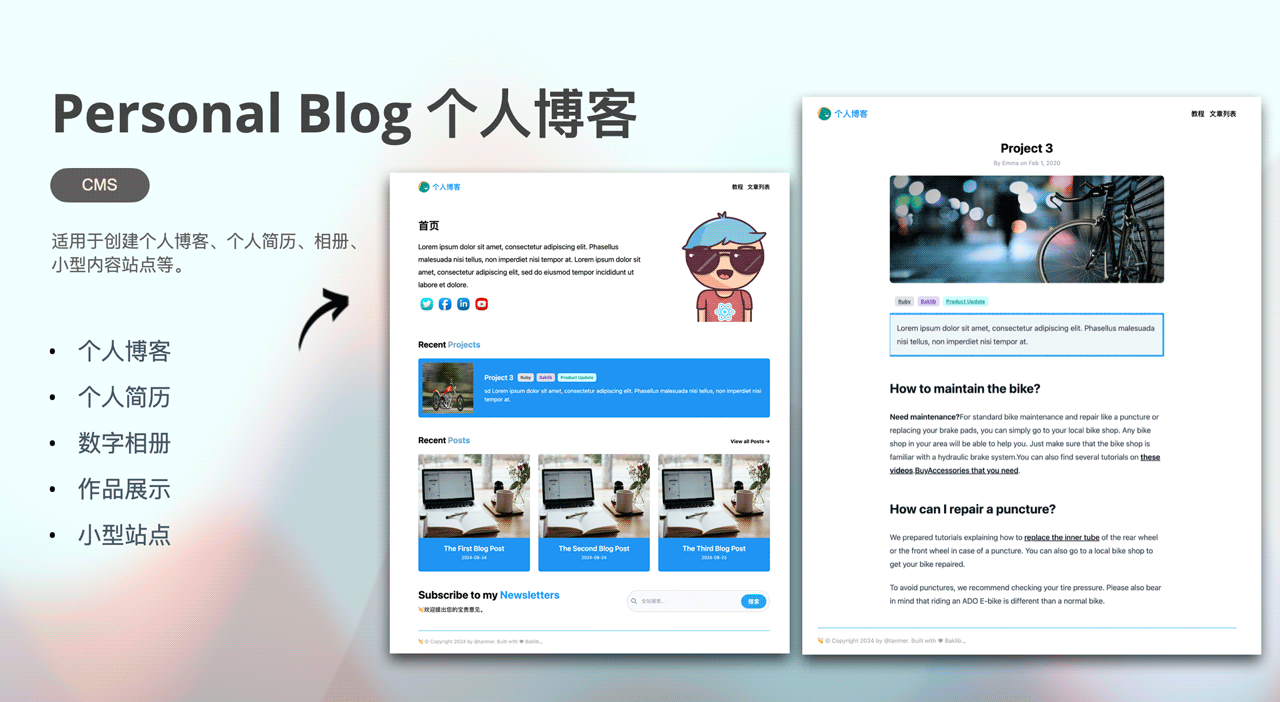 Personal Blog 个人博客
CMS
适用于创建个人博客、个人简历、相册、
小型内容站点等。
• 个人博客
• 个人简历
• 数字相册
• 作品展示
• 小型站点
个人博客
教程 文章列表
首页
Lorem ipsum dolor sit amet, consectetur adipiscing elit. Phasellus
malesuada nisi tellus, non imperdiet nisi tempor at. Lorem ipsum dolor sit
amet, consectetur adipiscing elit, sed do eiusmod tempor incididunt ut
labore et dolore.
Recent Projects
Project 3 Ruby Baklib Product Update
sd Lorem ipsum dolor sit amet, consectetur adipiscing elit. Phasellus malesuada nisi tellus, non imperdiet nisi
tempor at.
Recent Posts
View all Posts →
The First Blog Post
2024-08-24
The Second Blog Post
2024-08-24
The Third Blog Post
2024-08-23
Subscribe to my Newsletters
👋欢迎提出您的宝贵意见。
全站搜索...
搜索
👋 © Copyright 2024 by @tanmer. Built with ♥ Baklib.。
个人博客
教程 文章列表
Project 3
By Emma on Feb 1, 2020
Ruby Baklib Product Update
Lorem ipsum dolor sit amet, consectetur adipiscing elit. Phasellus malesuada
nisi tellus, non imperdiet nisi tempor at.
How to maintain the bike?
Need maintenance?For standard bike maintenance and repair like a puncture or
replacing your brake pads, you can simply go to your local bike shop. Any bike
shop in your area will be able to help you. Just make sure that the bike shop is
familiar with a hydraulic brake system.You can also find several tutorials on these
videos.BuyAccessories that you need.
How can I repair a puncture?
We prepared tutorials explaining how to replace the inner tube of the rear wheel
or the front wheel in case of a puncture. You can also go to a local bike shop to
get your bike repaired.
To avoid punctures, we recommend checking your tire pressure. Please also bear
in mind that riding an ADO E-bike is different than a normal bike.
👋 © Copyright 2024 by @tanmer. Built with ♥ Baklib.。